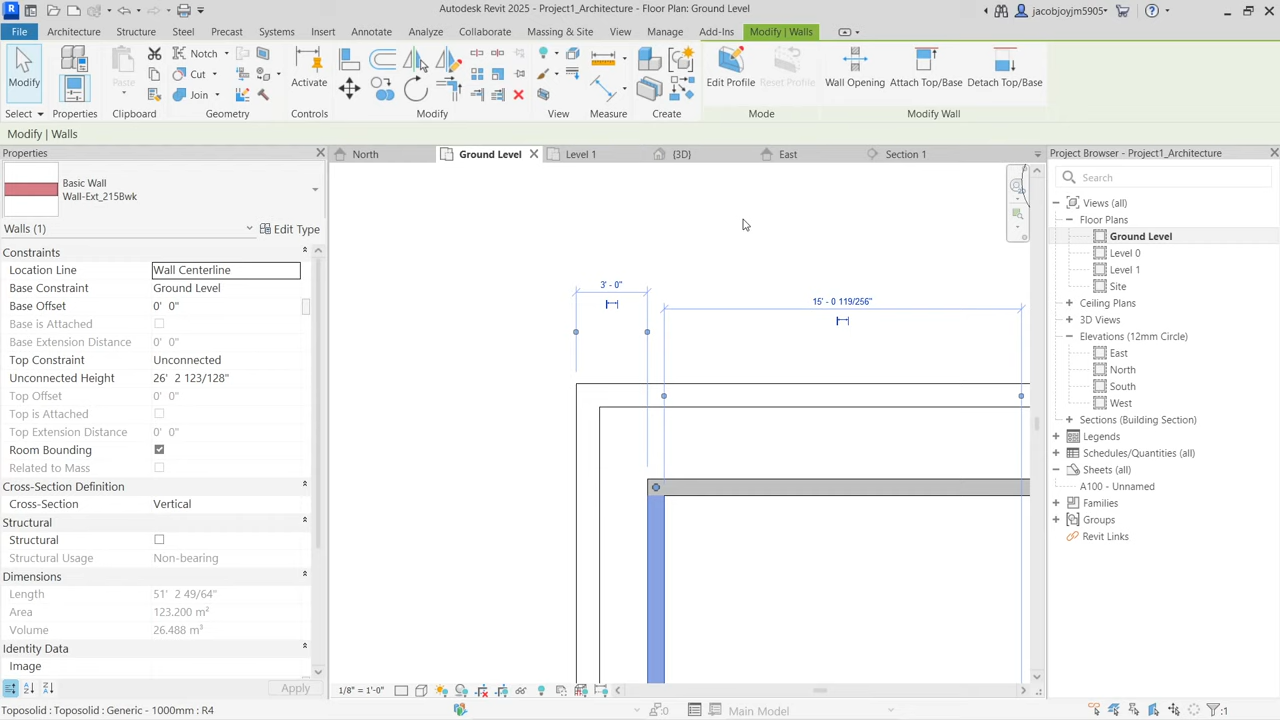 Autodesk Revit 2025 - Project1_Architecture - Floor Plan: Ground Level
jacobjoyjm5905
File Architecture Structure Steel Precast Systems Insert Annotate Analyze Collaborate Massing & Site View Manage Add-Ins Modify | Walls
Modify Paste Notch Cut Join Activate Edit Profile Reset Profile Wall Opening Attach Top/Base Detach Top/Base
Select Properties Clipboard Geometry Controls Modify View Measure Create Mode Modify Wall
Modify | Walls
Properties
North Ground Level Level 1 {3D} East Section 1
Project Browser - Project1_Architecture
Basic Wall
Wall-Ext_215Bwk
Walls (1)
Edit Type
Constraints
Location Line Wall Centerline
Base Constraint Ground Level
Base Offset 0' 0"
Base is Attached
Base Extension Distance 0' 0"
Top Constraint Unconnected
Unconnected Height 26' 2 123/128"
Top Offset 0' 0"
Top is Attached
Top Extension Distance 0' 0"
Room Bounding
Related to Mass
Cross-Section Definition
Cross-Section Vertical
Structural
Structural
Structural Usage Non-bearing
Dimensions
Length 51' 2 49/64"
Area 123.200 m²
Volume 26.488 m³
Identity Data
Image
Apply
3' - 0"
15' - 0 119/256"
Search
Views (all)
Floor Plans
Ground Level
Level 0
Level 1
Site
Ceiling Plans
3D Views
Elevations (12mm Circle)
East
North
South
West
Sections (Building Section)
Legends
Schedules/Quantities (all)
Sheets (all)
A100 - Unnamed
Families
Groups
Revit Links
1/8" = 1'-0"
Toposolid : Toposolid : Generic - 1000mm : R4
:0
Main Model
:1